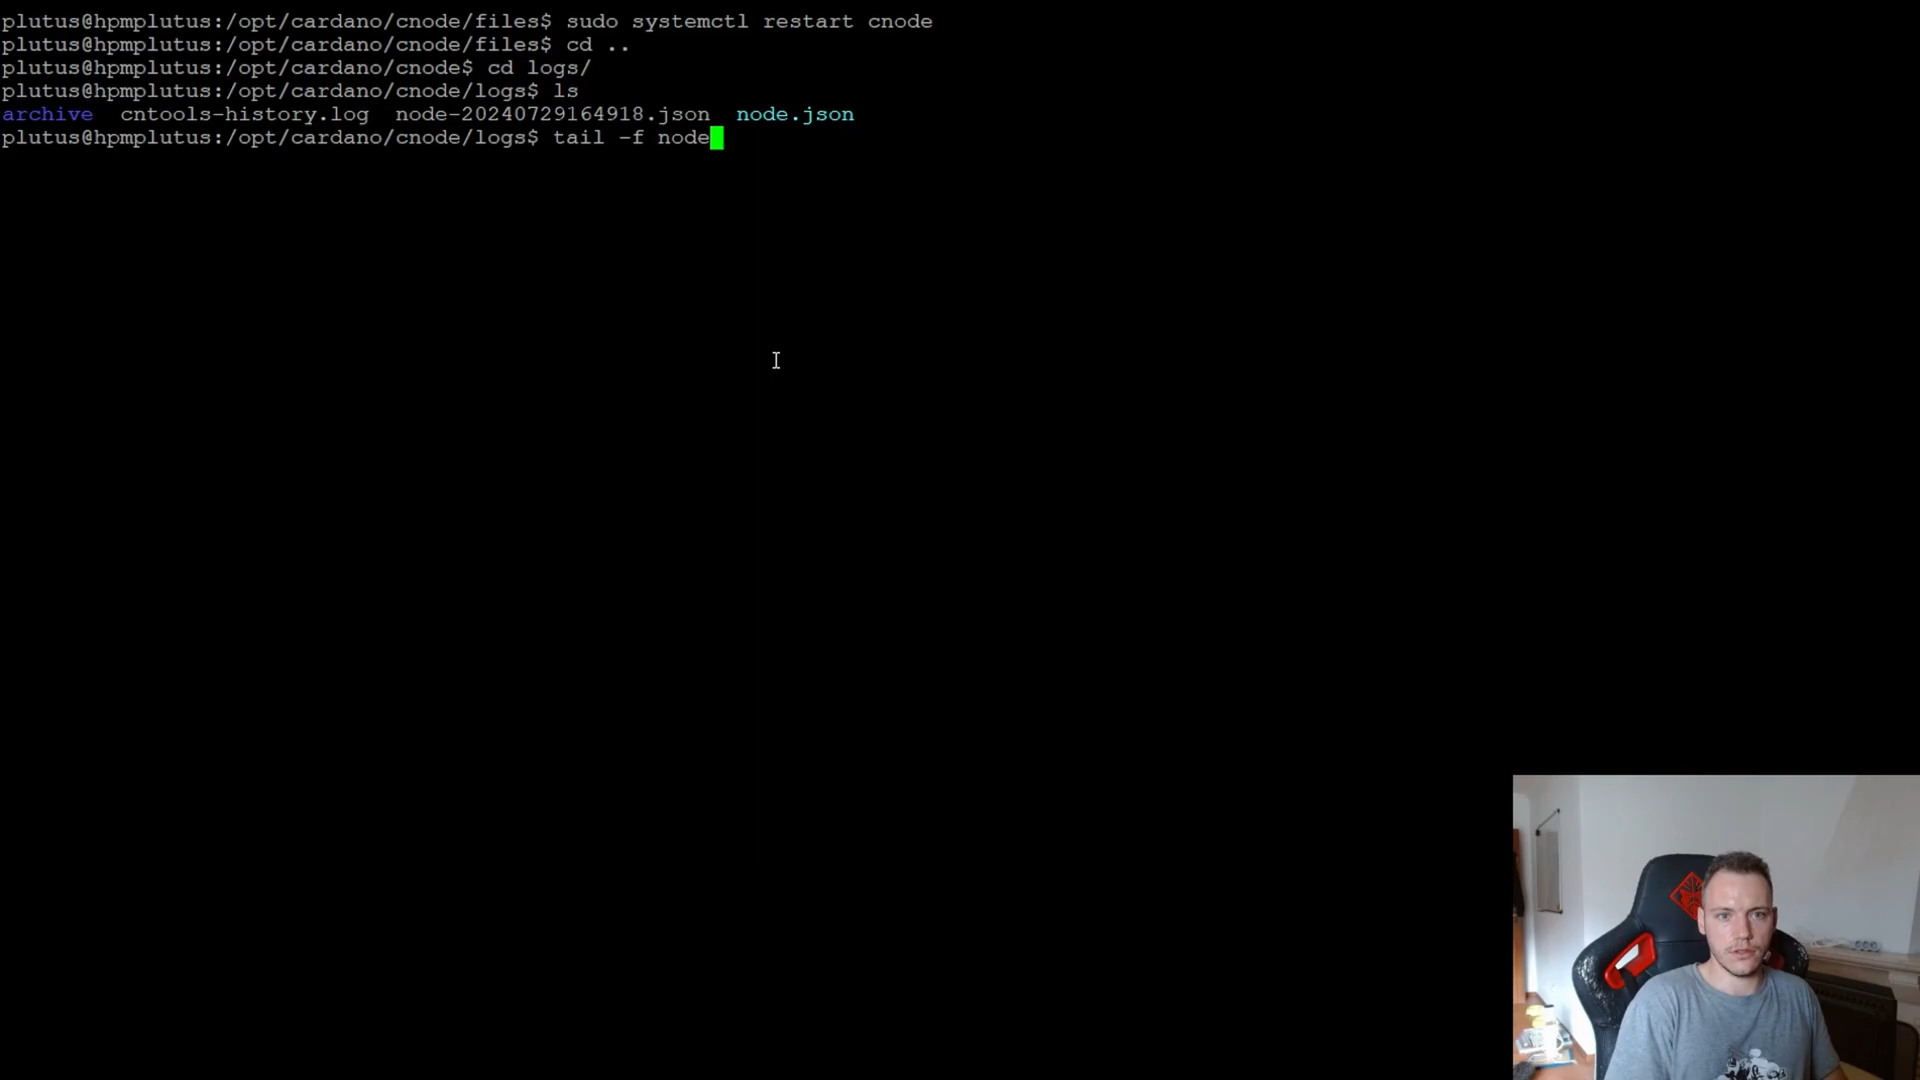 plutus@hpmplutus:/opt/cardano/cnode/files$ sudo systemctl restart cnode
plutus@hpmplutus:/opt/cardano/cnode/files$ cd ..
plutus@hpmplutus:/opt/cardano/cnode$ cd logs/
plutus@hpmplutus:/opt/cardano/cnode/logs$ ls
archive  cntools-history.log  node-20240729164918.json  node.json
plutus@hpmplutus:/opt/cardano/cnode/logs$ tail -f node